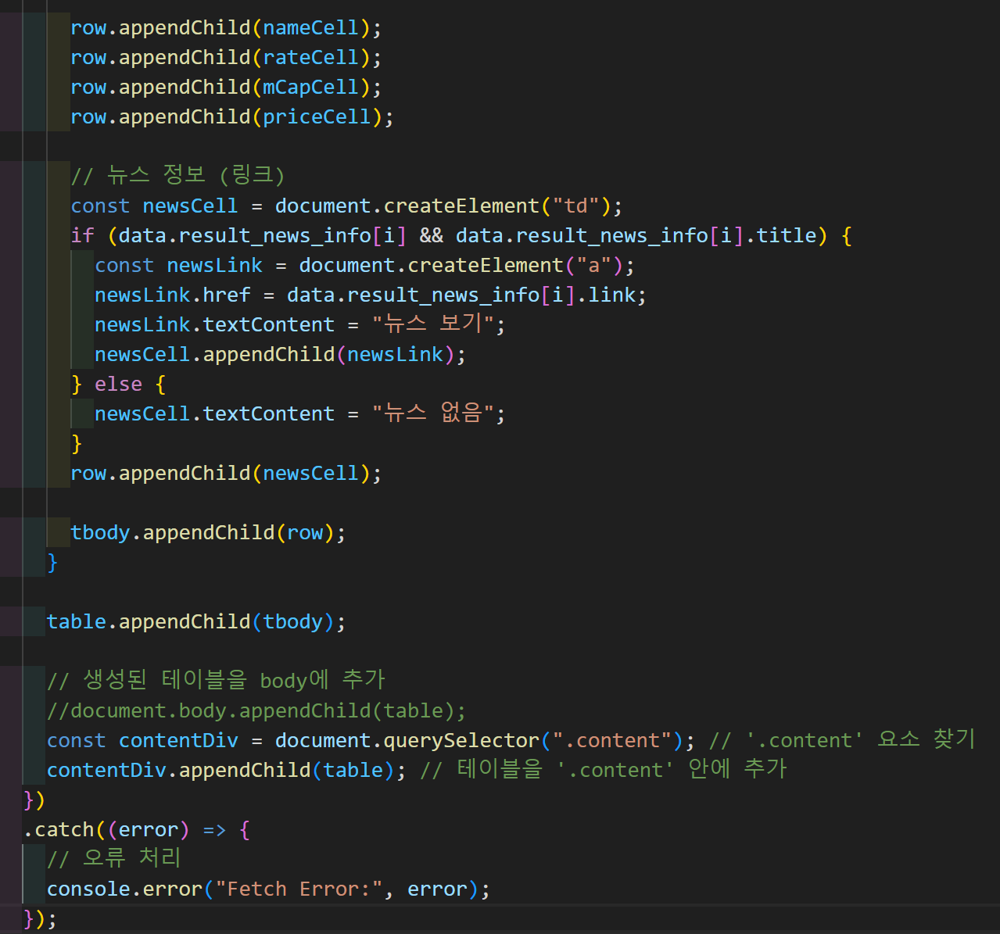 row.appendChild(nameCell);
row.appendChild(rateCell);
row.appendChild(mCapCell);
row.appendChild(priceCell);
// 뉴스 정보 (링크)
const newsCell = document.createElement("td");
if (data.result_news_info[i] && data.result_news_info[i].title) {
const newsLink = document.createElement("a");
newsLink.href = data.result_news_info[i].link;
newsLink.textContent = "뉴스 보기";
newsCell.appendChild(newsLink);
} else {
newsCell.textContent = "뉴스 없음";
}
row.appendChild(newsCell);
tbody.appendChild(row);
}
table.appendChild(tbody);
// 생성된 테이블을 body에 추가
//document.body.appendChild(table);
const contentDiv = document.querySelector(".content"); // '.content' 요소 찾기
contentDiv.appendChild(table); // 테이블을 '.content' 안에 추가
})
.catch((error) => {
// 오류 처리
console.error("Fetch Error:", error);
});